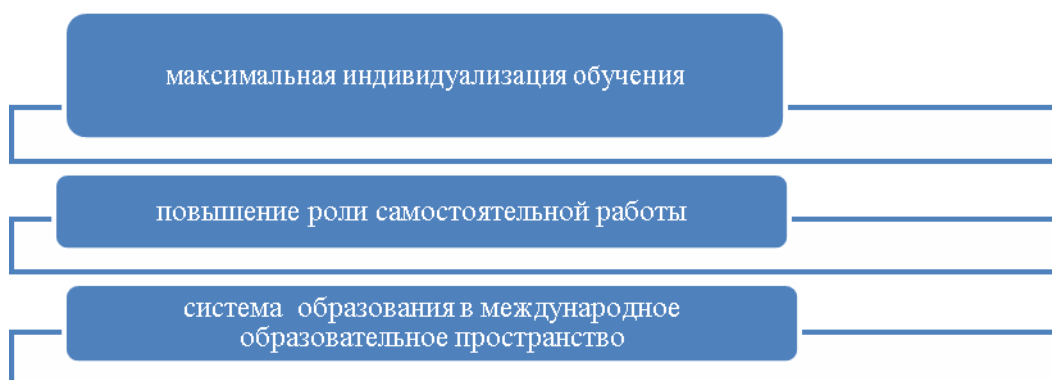 максимальная индивидуализация обучения
повышение роли самостоятельной работы
система образования в международное
образовательное пространство